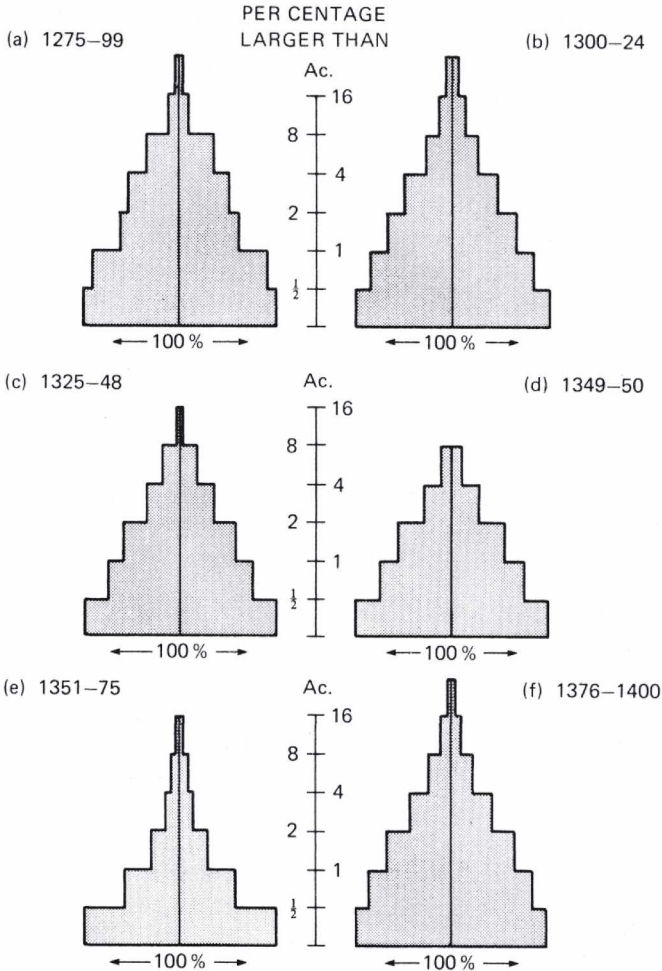 PER CENTAGE
LARGER THAN
(a) 1275–99
(b) 1300–24
Ac.
16
8
4
2
1
½
100 %
100 %
(c) 1325–48
Ac.
(d) 1349–50
16
8
4
2
1
½
100 %
100 %
(e) 1351–75
Ac.
(f) 1376–1400
16
8
4
2
1
½
100 %
100 %